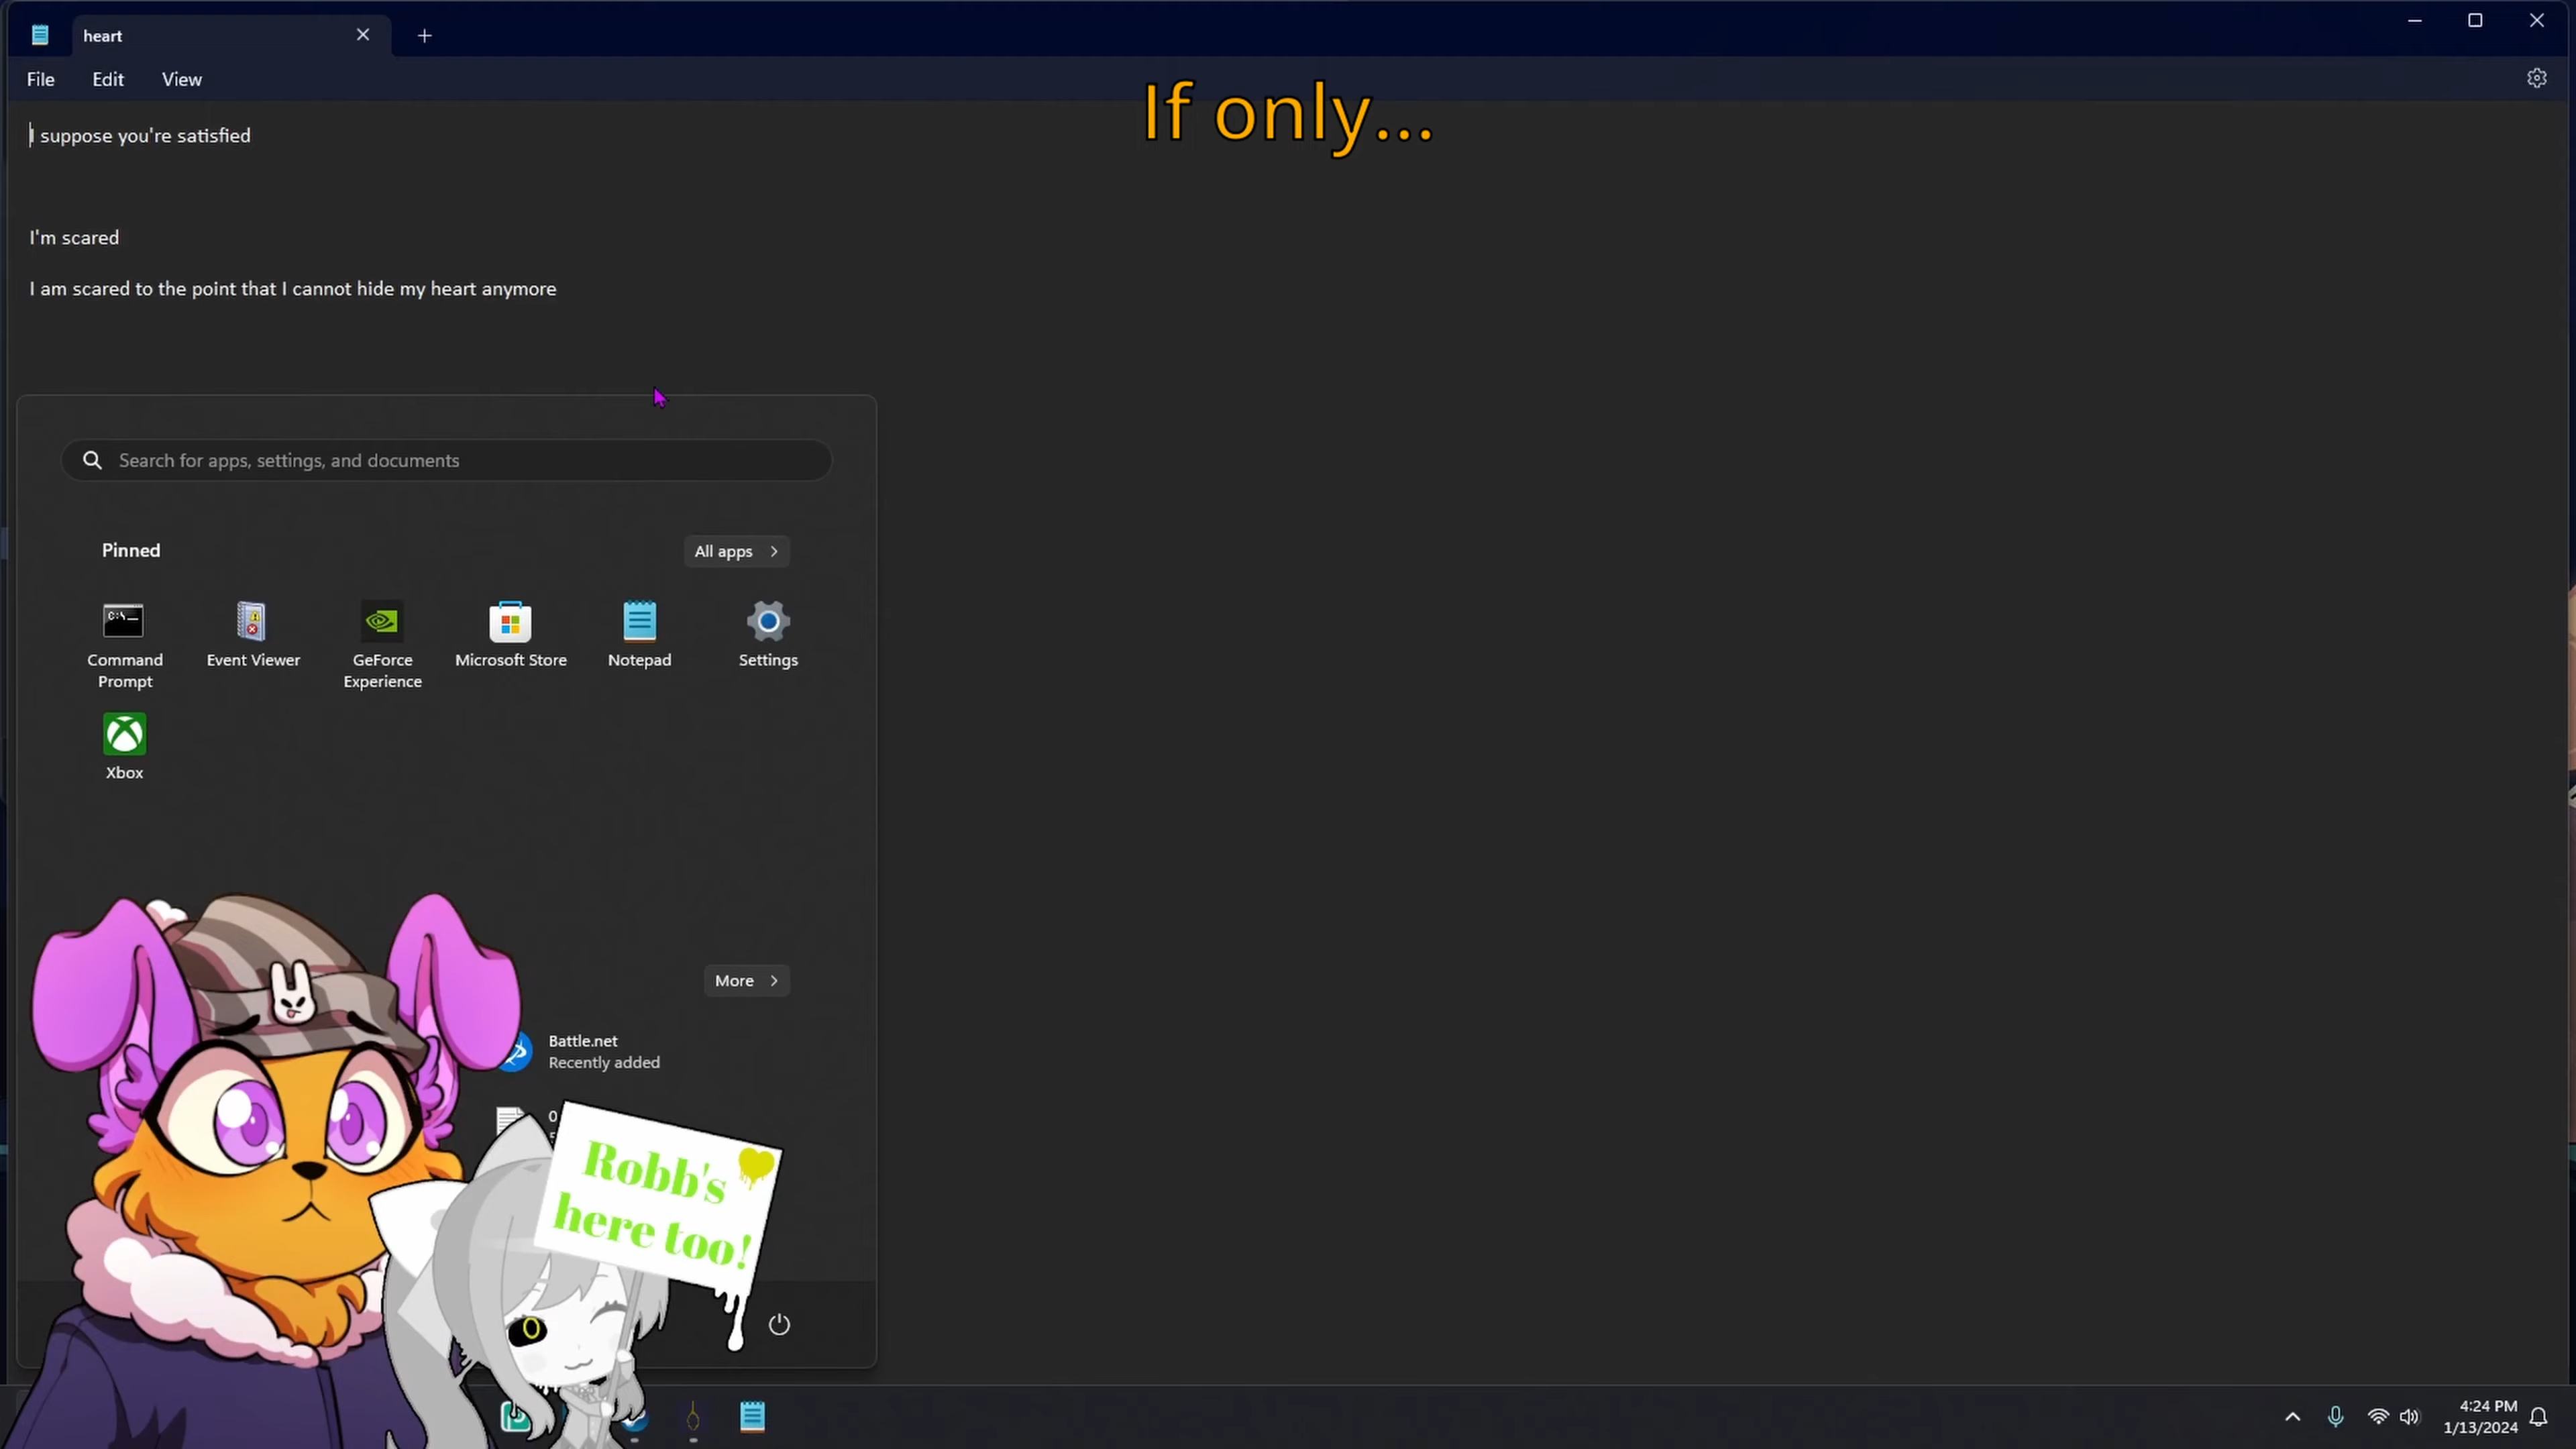 heart
File Edit View
If only...
I suppose you're satisfied
I'm scared
I am scared to the point that I cannot hide my heart anymore
Search for apps, settings, and documents
Pinned
All apps
Command Prompt
Event Viewer
GeForce Experience
Microsoft Store
Notepad
Settings
Xbox
More
Battle.net
Recently added
0
Robb's
here too!
4:24 PM
1/13/2024